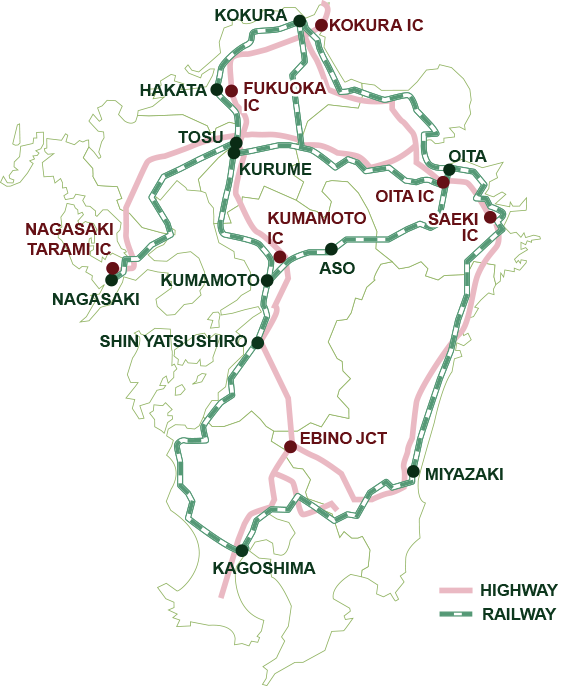 KOKURA
KOKURA IC
HAKATA
FUKUOKA
IC
TOSU
KURUME
OITA
OITA IC
SAEKI
IC
NAGASAKI
TARAMI IC
KUMAMOTO
IC
ASO
KUMAMOTO
NAGASAKI
SHIN YATSUSHIRO
EBINO JCT
MIYAZAKI
KAGOSHIMA
HIGHWAY
RAILWAY